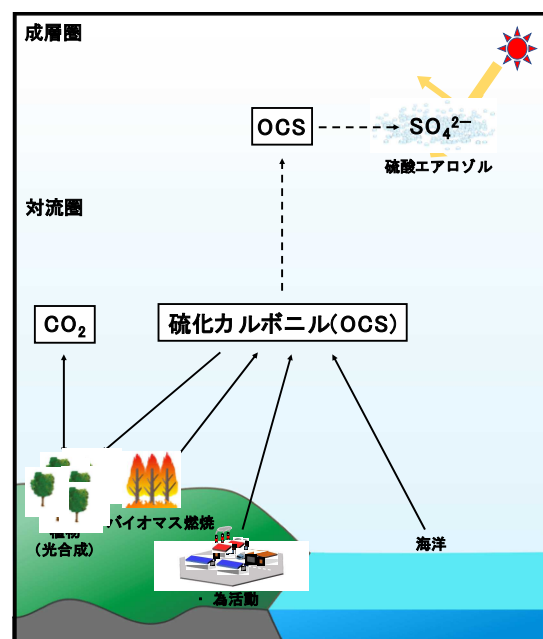 成層圏
OCS
SO₄²⁻
硫酸エアロゾル
対流圏
CO₂
硫化カルボニル(OCS)
バイオマス燃焼
(光合成)
海洋
為活動